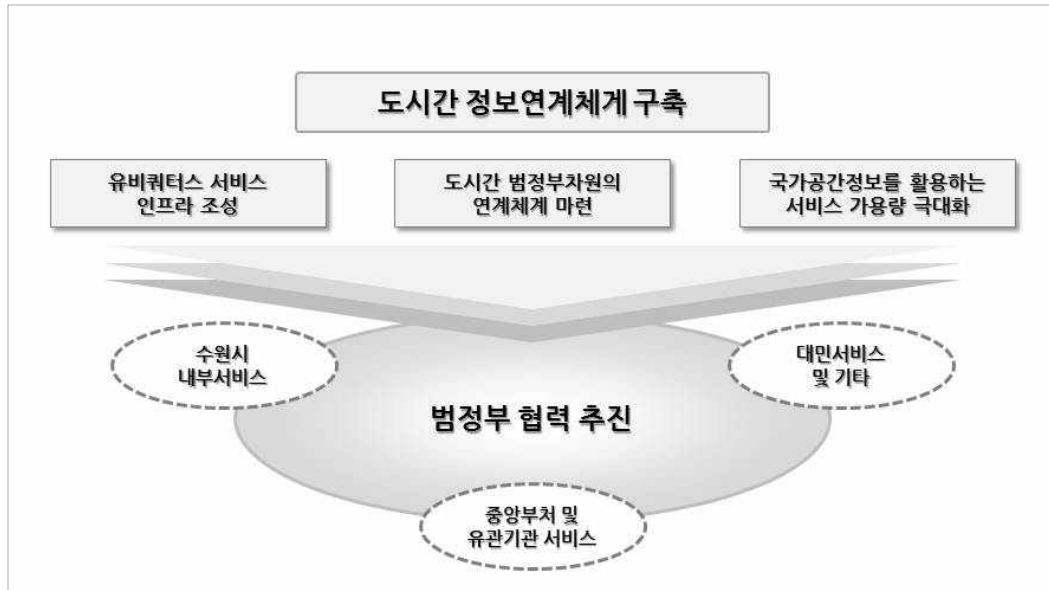 도시간 정보연계체게 구축
유비쿼터스 서비스
인프라 조성
도시간 범정부차원의
연계체계 마련
국가공간정보를 활용하는
서비스 가용량 극대화
수원시
내부서비스
대민서비스
및 기타
범정부 협력 추진
중앙부처 및
유관기관 서비스